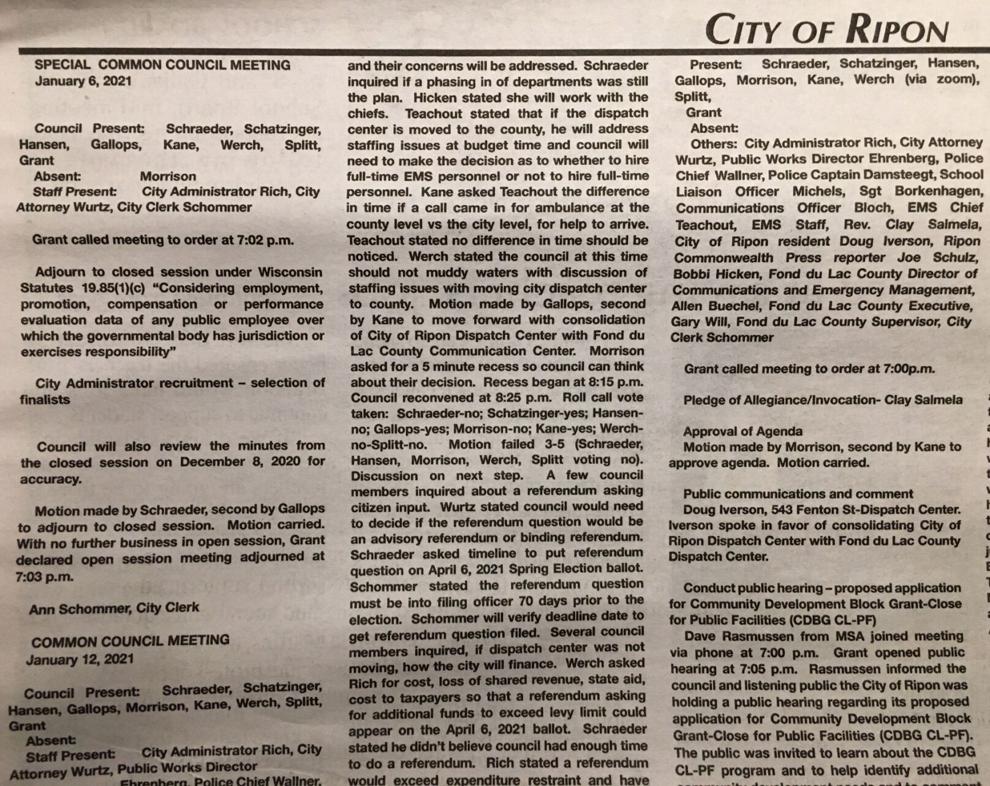 CITY OF RIPON
SPECIAL COMMON COUNCIL MEETING
January 6, 2021
Council Present: Schraeder, Schatzinger,
Hansen, Gallops, Kane, Werch, Splitt,
Grant
Absent: Morrison
Staff Present: City Administrator Rich, City
Attorney Wurtz, City Clerk Schommer
Grant called meeting to order at 7:02 p.m.
Adjourn to closed session under Wisconsin
Statutes 19.85(1)(c) “Considering employment,
promotion, compensation or performance
evaluation data of any public employee over
which the governmental body has jurisdiction or
exercises responsibility”
City Administrator recruitment – selection of
finalists
Council will also review the minutes from
the closed session on December 8, 2020 for
accuracy.
Motion made by Schraeder, second by Gallops
to adjourn to closed session. Motion carried.
With no further business in open session, Grant
declared open session meeting adjourned at
7:03 p.m.
Ann Schommer, City Clerk
COMMON COUNCIL MEETING
January 12, 2021
Council Present: Schraeder, Schatzinger,
Hansen, Gallops, Morrison, Kane, Werch, Splitt,
Grant
Absent:
Staff Present: City Administrator Rich, City
Attorney Wurtz, Public Works Director
Ehrenberg, Police Chief Wallner,
and their concerns will be addressed. Schraeder
inquired if a phasing in of departments was still
the plan. Hicken stated she will work with the
chiefs. Teachout stated that if the dispatch
center is moved to the county, he will address
staffing issues at budget time and council will
need to make the decision as to whether to hire
full-time EMS personnel or not to hire full-time
personnel. Kane asked Teachout the difference
in time if a call came in for ambulance at the
county level vs the city level, for help to arrive.
Teachout stated no difference in time should be
noticed. Werch stated the council at this time
should not muddy waters with discussion of
staffing issues with moving city dispatch center
to county. Motion made by Gallops, second
by Kane to move forward with consolidation
of City of Ripon Dispatch Center with Fond du
Lac County Communication Center. Morrison
asked for a 5 minute recess so council can think
about their decision. Recess began at 8:15 p.m.
Council reconvened at 8:25 p.m. Roll call vote
taken: Schraeder-no; Schatzinger-yes; Hansen-
no; Gallops-yes; Morrison-no; Kane-yes; Werch-
no-Splitt-no. Motion failed 3-5 (Schraeder,
Hansen, Morrison, Werch, Splitt voting no).
Discussion on next step. A few council
members inquired about a referendum asking
citizen input. Wurtz stated council would need
to decide if the referendum question would be
an advisory referendum or binding referendum.
Schraeder asked timeline to put referendum
question on April 6, 2021 Spring Election ballot.
Schommer stated the referendum question
must be into filing officer 70 days prior to the
election. Schommer will verify deadline date to
get referendum question filed. Several council
members inquired, if dispatch center was not
moving, how the city will finance. Werch asked
Rich for cost, loss of shared revenue, state aid,
cost to taxpayers so that a referendum asking
for additional funds to exceed levy limit could
appear on the April 6, 2021 ballot. Schraeder
stated he didn’t believe council had enough time
to do a referendum. Rich stated a referendum
would exceed expenditure restraint and have
Present: Schraeder, Schatzinger, Hansen,
Gallops, Morrison, Kane, Werch (via zoom),
Splitt,
Grant
Absent:
Others: City Administrator Rich, City Attorney
Wurtz, Public Works Director Ehrenberg, Police
Chief Wallner, Police Captain Damsteegt, School
Liaison Officer Michels, Sgt Borkenhagen,
Communications Officer Bloch, EMS Chief
Teachout, EMS Staff, Rev. Clay Salmela,
City of Ripon resident Doug Iverson, Ripon
Commonwealth Press reporter Joe Schulz,
Bobbi Hicken, Fond du Lac County Director of
Communications and Emergency Management,
Allen Buechel, Fond du Lac County Executive,
Gary Will, Fond du Lac County Supervisor, City
Clerk Schommer
Grant called meeting to order at 7:00p.m.
Pledge of Allegiance/Invocation- Clay Salmela
Approval of Agenda
Motion made by Morrison, second by Kane to
approve agenda. Motion carried.
Public communications and comment
Doug Iverson, 543 Fenton St-Dispatch Center.
Iverson spoke in favor of consolidating City of
Ripon Dispatch Center with Fond du Lac County
Dispatch Center.
Conduct public hearing – proposed application
for Community Development Block Grant-Close
for Public Facilities (CDBG CL-PF)
Dave Rasmussen from MSA joined meeting
via phone at 7:00 p.m. Grant opened public
hearing at 7:05 p.m. Rasmussen informed the
council and listening public the City of Ripon was
holding a public hearing regarding its proposed
application for Community Development Block
Grant-Close for Public Facilities (CDBG CL-PF).
The public was invited to learn about the CDBG
CL-PF program and to help identify additional